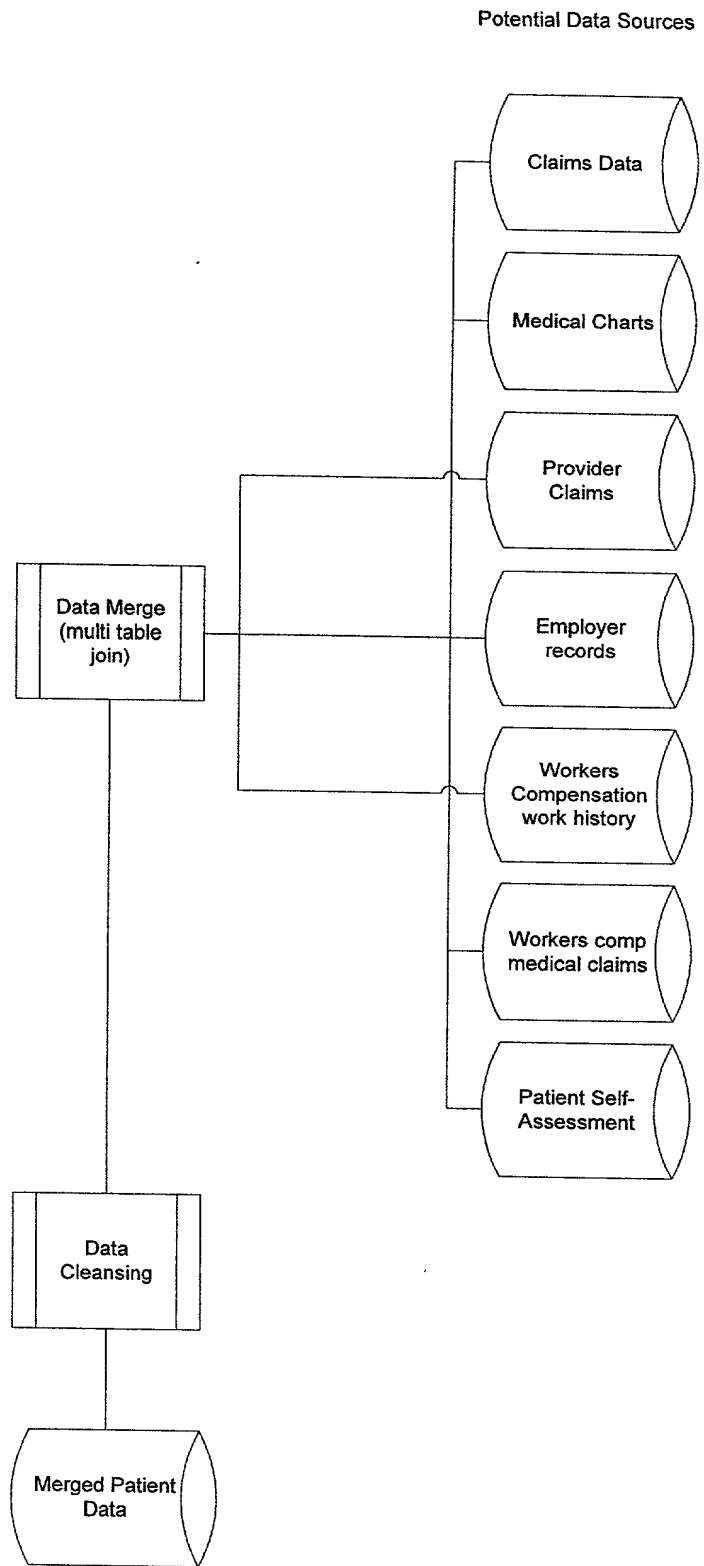 Potential Data Sources
Claims Data
Medical Charts
Provider
Claims
Data Merge
(multi table
join)
Employer
records
Workers
Compensation
work history
Workers comp
medical claims
Patient Self-
Assessment
Data
Cleansing
Merged Patient
Data